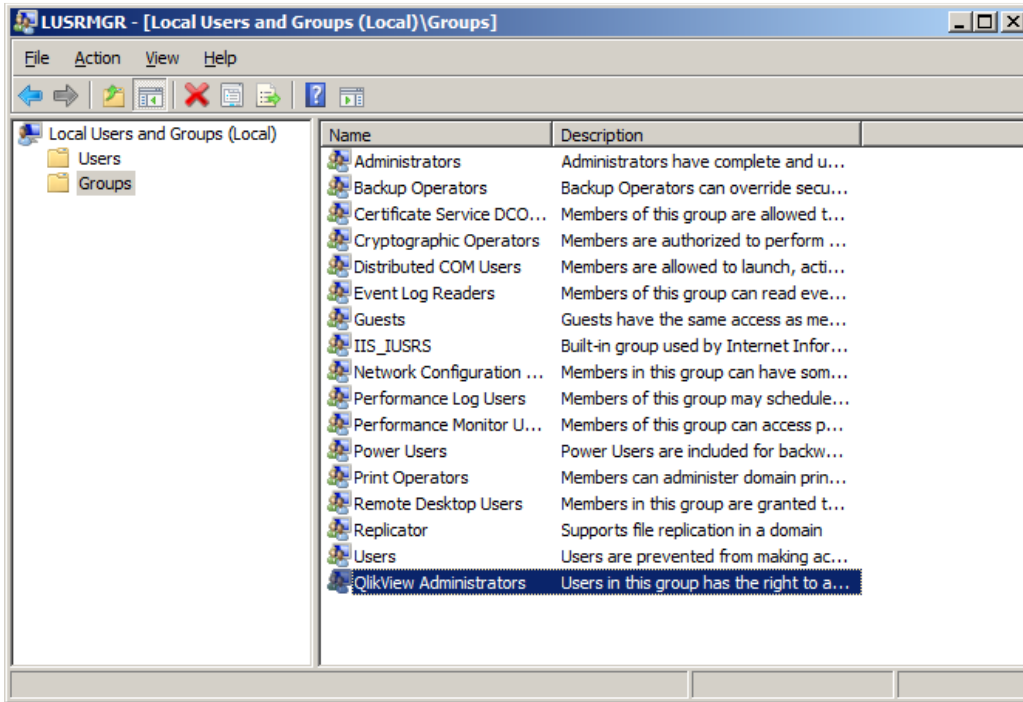 LUSRMGR - [Local Users and Groups (Local)\Groups]
File Action View Help
Local Users and Groups (Local)
Users
Groups
Name Description
Administrators Administrators have complete and u...
Backup Operators Backup Operators can override secu...
Certificate Service DCO... Members of this group are allowed t...
Cryptographic Operators Members are authorized to perform ...
Distributed COM Users Members are allowed to launch, acti...
Event Log Readers Members of this group can read eve...
Guests Guests have the same access as me...
IIS_IUSRS Built-in group used by Internet Infor...
Network Configuration ... Members in this group can have som...
Performance Log Users Members of this group may schedule...
Performance Monitor U... Members of this group can access p...
Power Users Power Users are included for backw...
Print Operators Members can administer domain prin...
Remote Desktop Users Members in this group are granted t...
Replicator Supports file replication in a domain
Users Users are prevented from making ac...
QlikView Administrators Users in this group has the right to a...